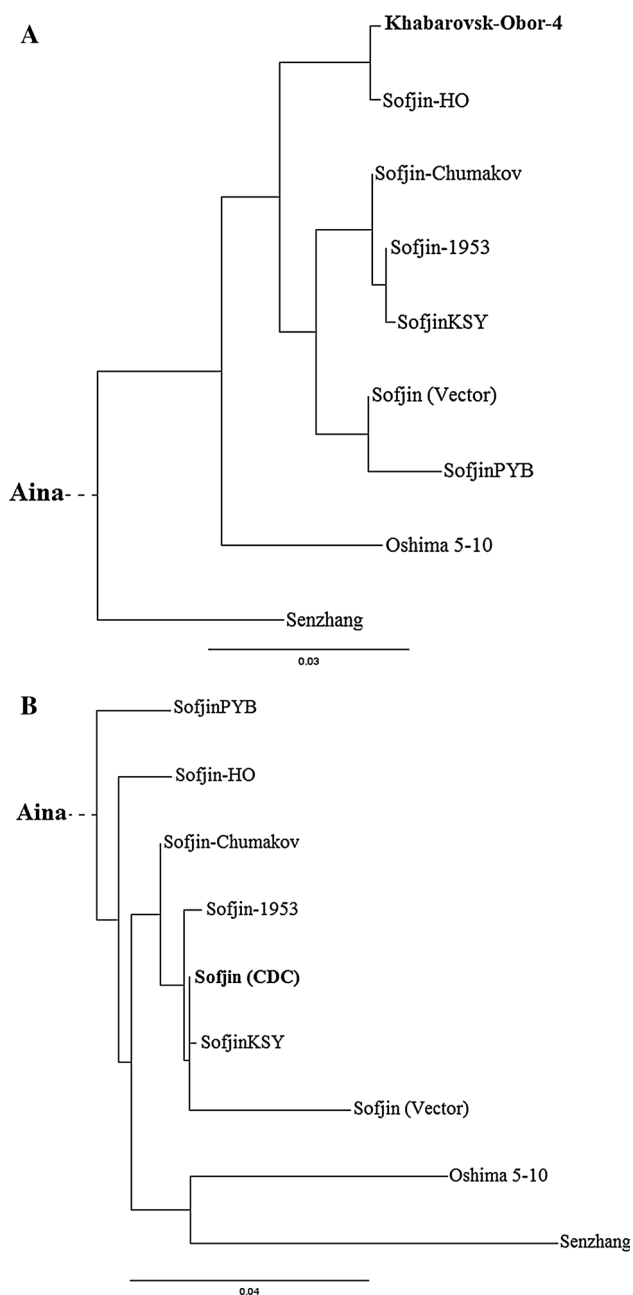 A
Khabarovsk-Obor-4
Sofjin-HO
Sofjin-Chumakov
Sofjin-1953
SofjinKSY
Sofjin (Vector)
SofjinPYB
Aina
Oshima 5-10
Senzhang
0.03
B
SofjinPYB
Sofjin-HO
Aina
Sofjin-Chumakov
Sofjin-1953
Sofjin (CDC)
SofjinKSY
Sofjin (Vector)
Oshima 5-10
Senzhang
0.04